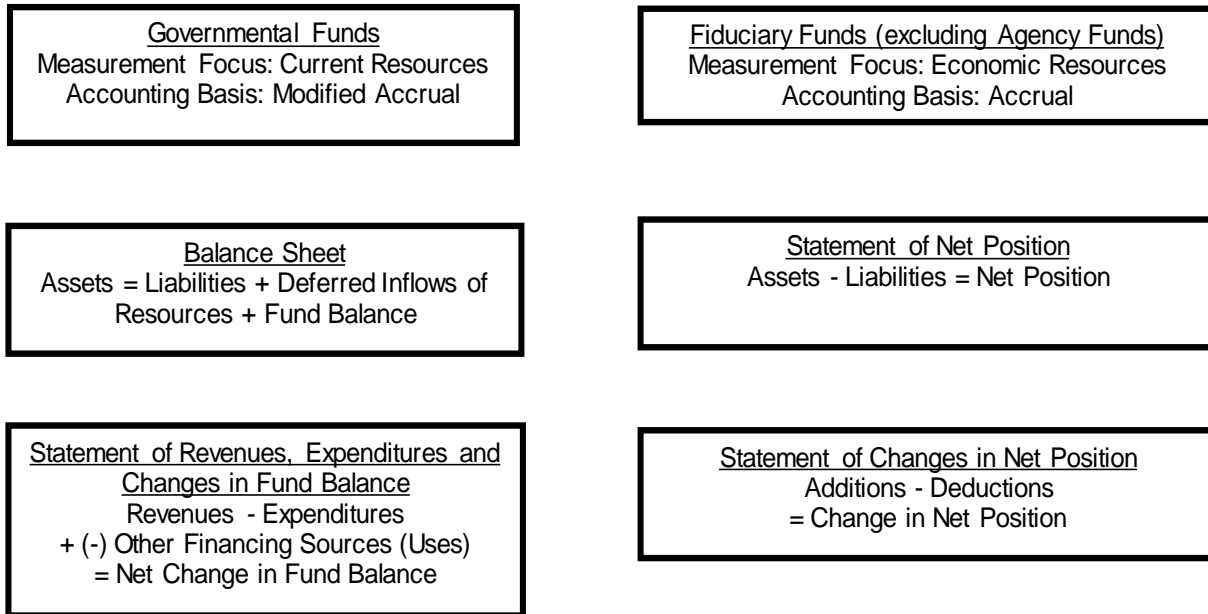 Governmental Funds
Measurement Focus: Current Resources
Accounting Basis: Modified Accrual
Fiduciary Funds (excluding Agency Funds)
Measurement Focus: Economic Resources
Accounting Basis: Accrual
Balance Sheet
Assets = Liabilities + Deferred Inflows of
Resources + Fund Balance
Statement of Net Position
Assets - Liabilities = Net Position
Statement of Revenues, Expenditures and
Changes in Fund Balance
Revenues - Expenditures
+ (-) Other Financing Sources (Uses)
= Net Change in Fund Balance
Statement of Changes in Net Position
Additions - Deductions
= Change in Net Position